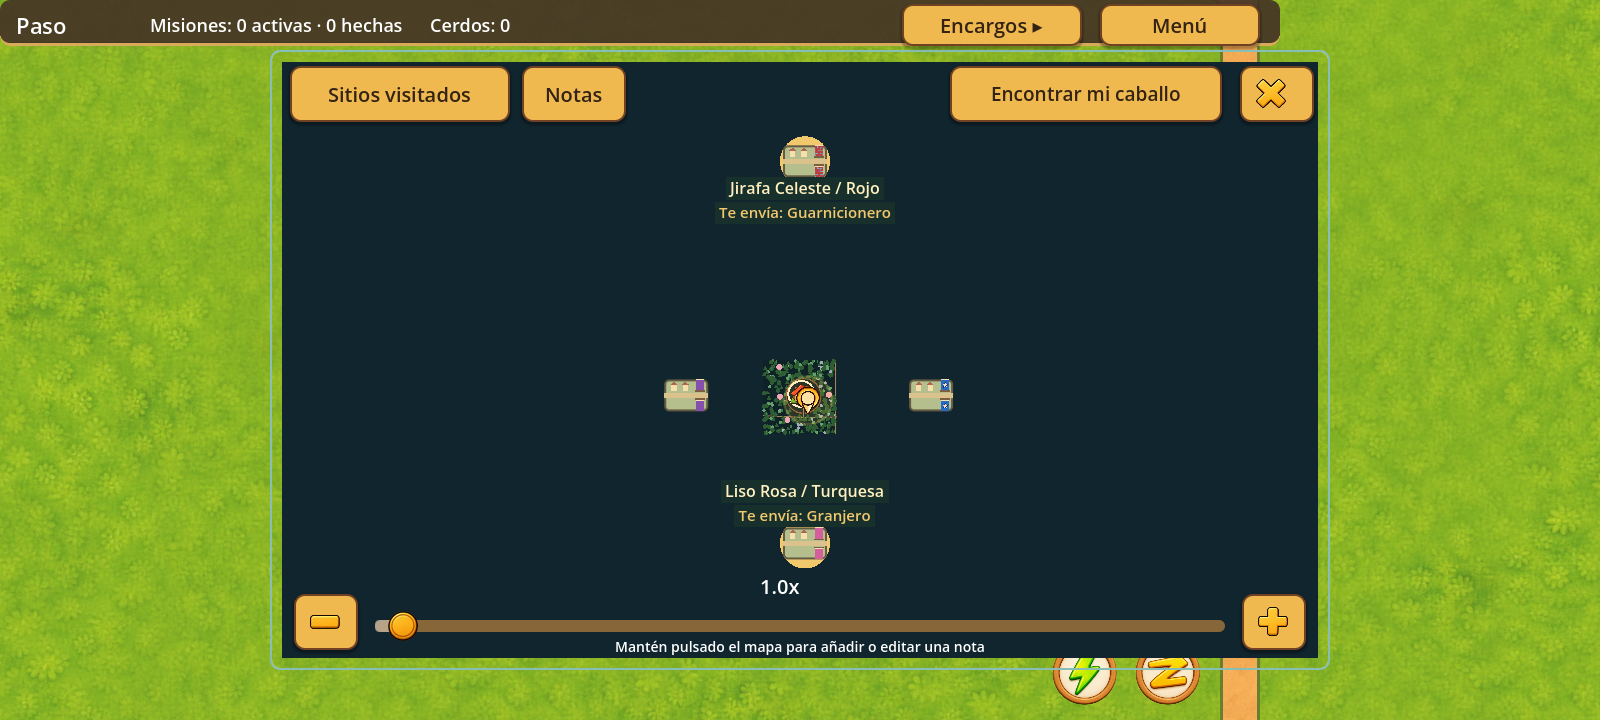 Paso
Misiones: 0 activas · 0 hechas
Cerdos: 0
Encargos ▸
Menú
Sitios visitados
Notas
Encontrar mi caballo
Jirafa Celeste / Rojo
Te envía: Guarnicionero
Liso Rosa / Turquesa
Te envía: Granjero
1.0x
Mantén pulsado el mapa para añadir o editar una nota